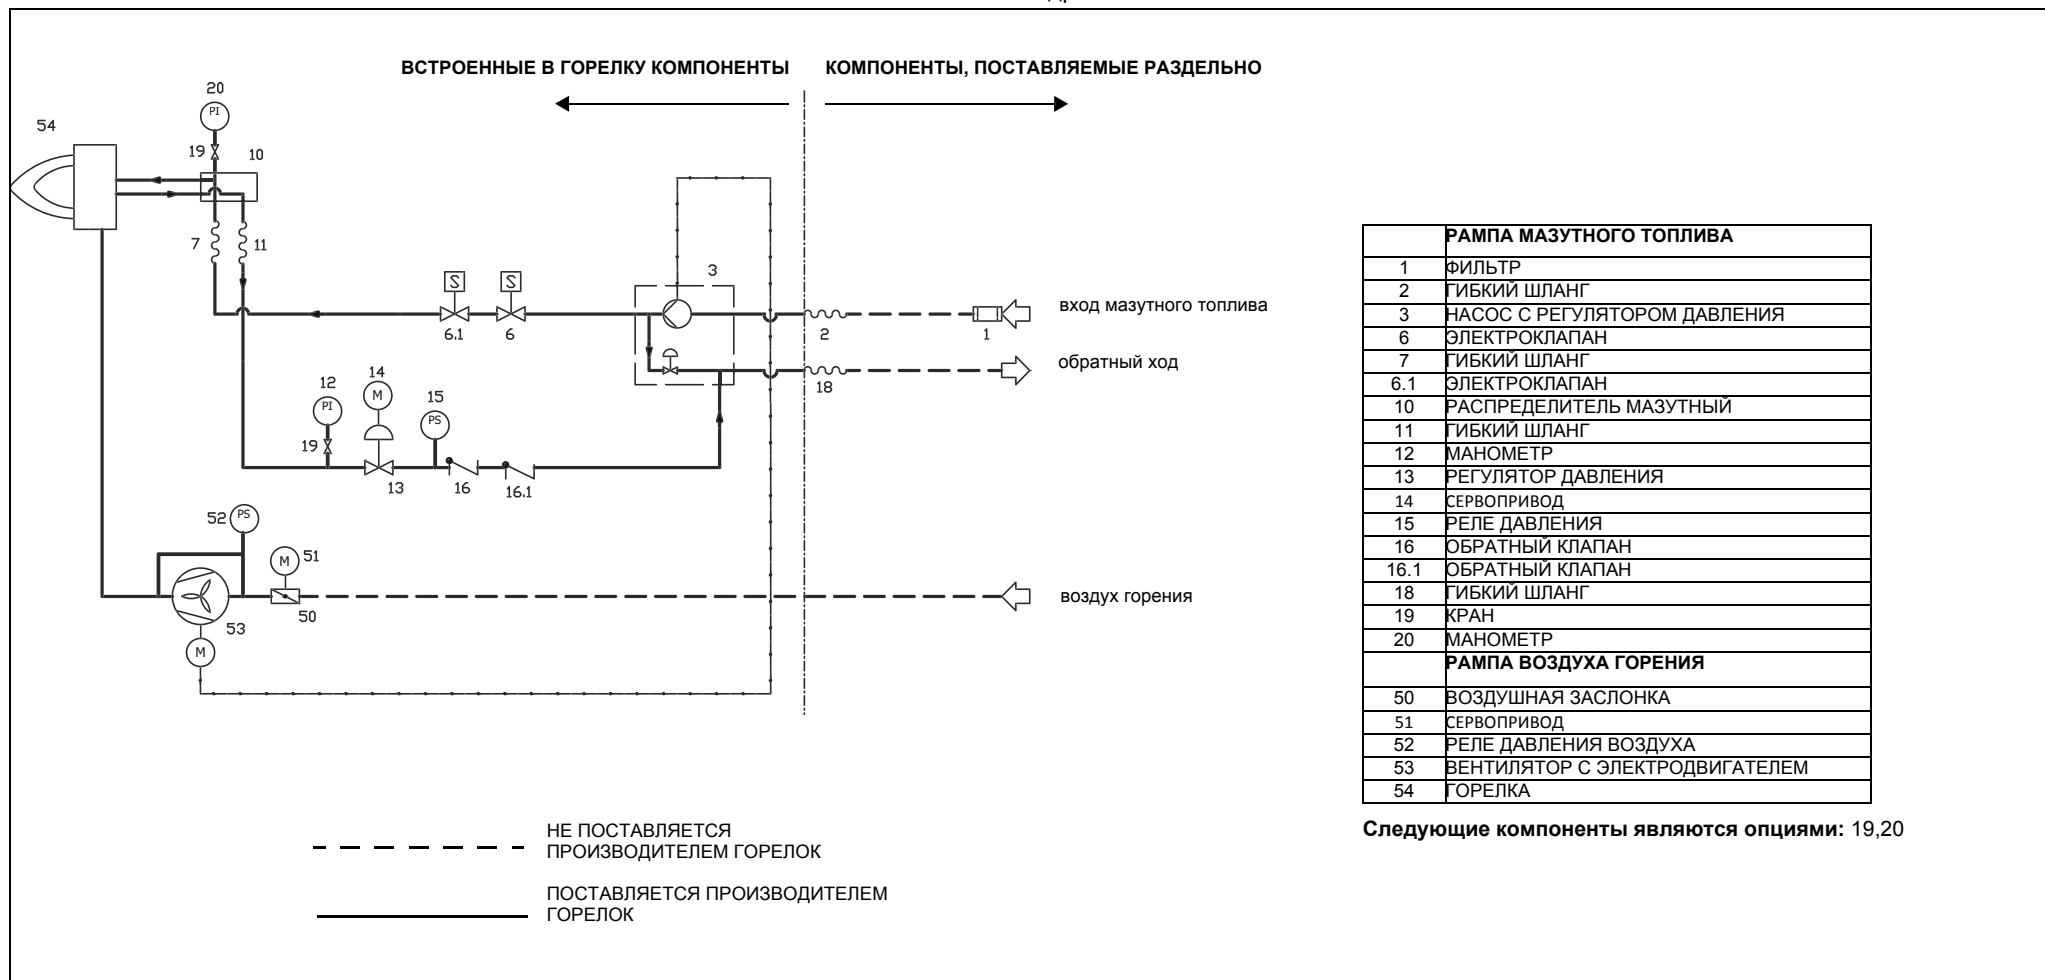 ВСТРОЕННЫЕ В ГОРЕЛКУ КОМПОНЕНТЫ
КОМПОНЕНТЫ, ПОСТАВЛЯЕМЫЕ РАЗДЕЛЬНО
20
PI
54
19
10
7
11
S
S
3
6.1
6
2
1
вход мазутного топлива
обратный ход
18
14
12
M
15
PI
PS
19
13
16
16.1
52
PS
M
51
50
53
M
воздух горения
НЕ ПОСТАВЛЯЕТСЯ
ПРОИЗВОДИТЕЛЕМ ГОРЕЛОК
ПОСТАВЛЯЕТСЯ ПРОИЗВОДИТЕЛЕМ
ГОРЕЛОК
РАМПА МАЗУТНОГО ТОПЛИВА
1 ФИЛЬТР
2 ГИБКИЙ ШЛАНГ
3 НАСОС С РЕГУЛЯТОРОМ ДАВЛЕНИЯ
6 ЭЛЕКТРОКЛАПАН
7 ГИБКИЙ ШЛАНГ
6.1 ЭЛЕКТРОКЛАПАН
10 РАСПРЕДЕЛИТЕЛЬ МАЗУТНЫЙ
11 ГИБКИЙ ШЛАНГ
12 МАНОМЕТР
13 РЕГУЛЯТОР ДАВЛЕНИЯ
14 СЕРВОПРИВОД
15 РЕЛЕ ДАВЛЕНИЯ
16 ОБРАТНЫЙ КЛАПАН
16.1 ОБРАТНЫЙ КЛАПАН
18 ГИБКИЙ ШЛАНГ
19 КРАН
20 МАНОМЕТР
РАМПА ВОЗДУХА ГОРЕНИЯ
50 ВОЗДУШНАЯ ЗАСЛОНКА
51 СЕРВОПРИВОД
52 РЕЛЕ ДАВЛЕНИЯ ВОЗДУХА
53 ВЕНТИЛЯТОР С ЭЛЕКТРОДВИГАТЕЛЕМ
54 ГОРЕЛКА
Следующие компоненты являются опциями: 19,20